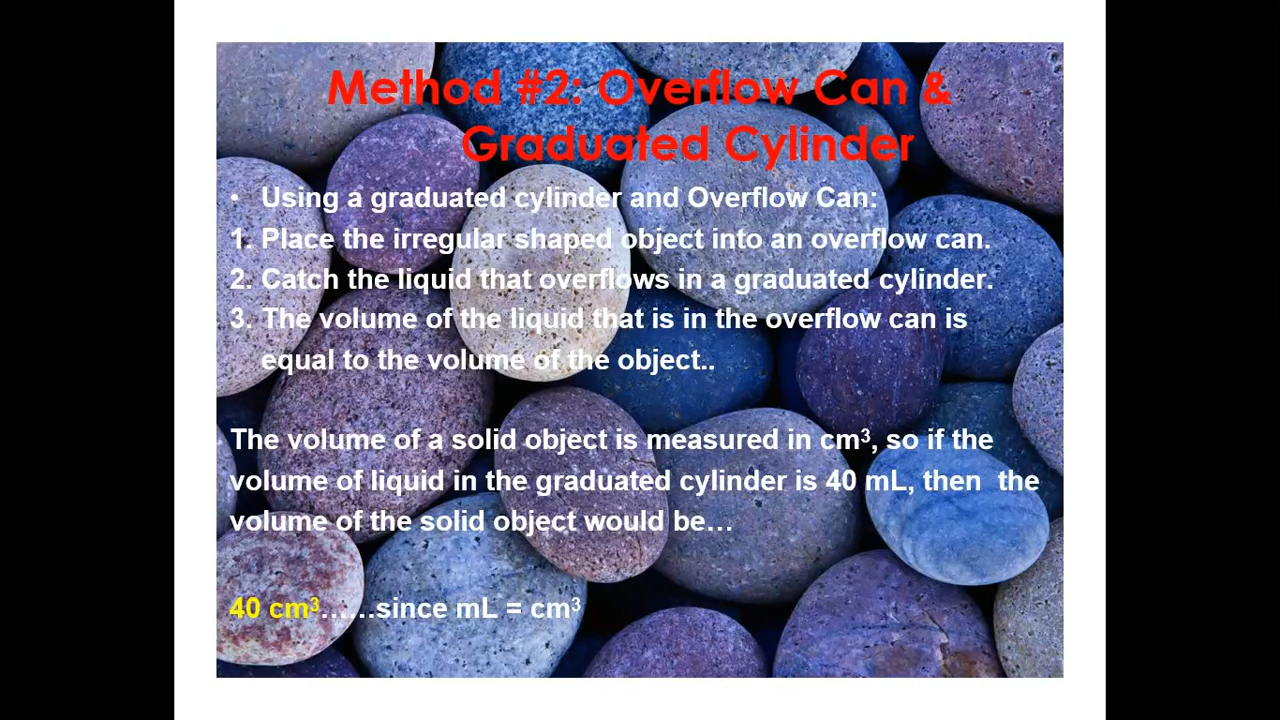 Method #2: Overflow Can &
Graduated Cylinder
• Using a graduated cylinder and Overflow Can:
1. Place the irregular shaped object into an overflow can.
2. Catch the liquid that overflows in a graduated cylinder.
3. The volume of the liquid that is in the overflow can is
equal to the volume of the object..
The volume of a solid object is measured in cm³, so if the
volume of liquid in the graduated cylinder is 40 mL, then  the
volume of the solid object would be…
40 cm³……since mL = cm³